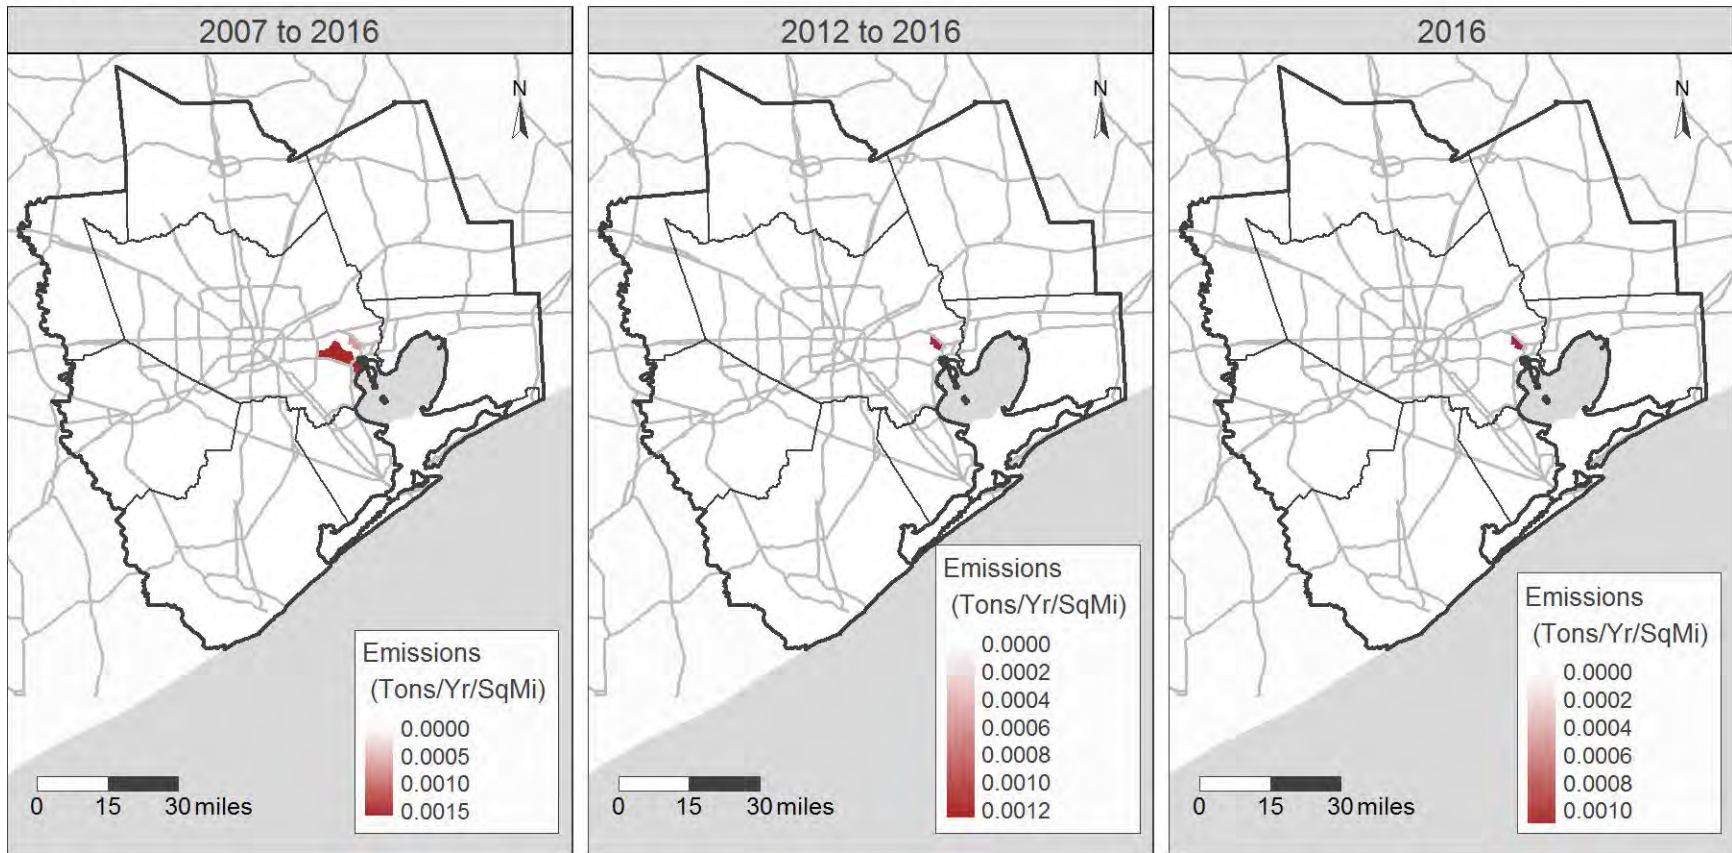 2007 to 2016
N
Emissions
(Tons/Yr/SqMi)
0.0000
0.0005
0.0010
0.0015
0 15 30 miles
2012 to 2016
N
Emissions
(Tons/Yr/SqMi)
0.0000
0.0002
0.0004
0.0006
0.0008
0.0010
0.0012
0 15 30 miles
2016
N
Emissions
(Tons/Yr/SqMi)
0.0000
0.0002
0.0004
0.0006
0.0008
0.0010
0 15 30 miles